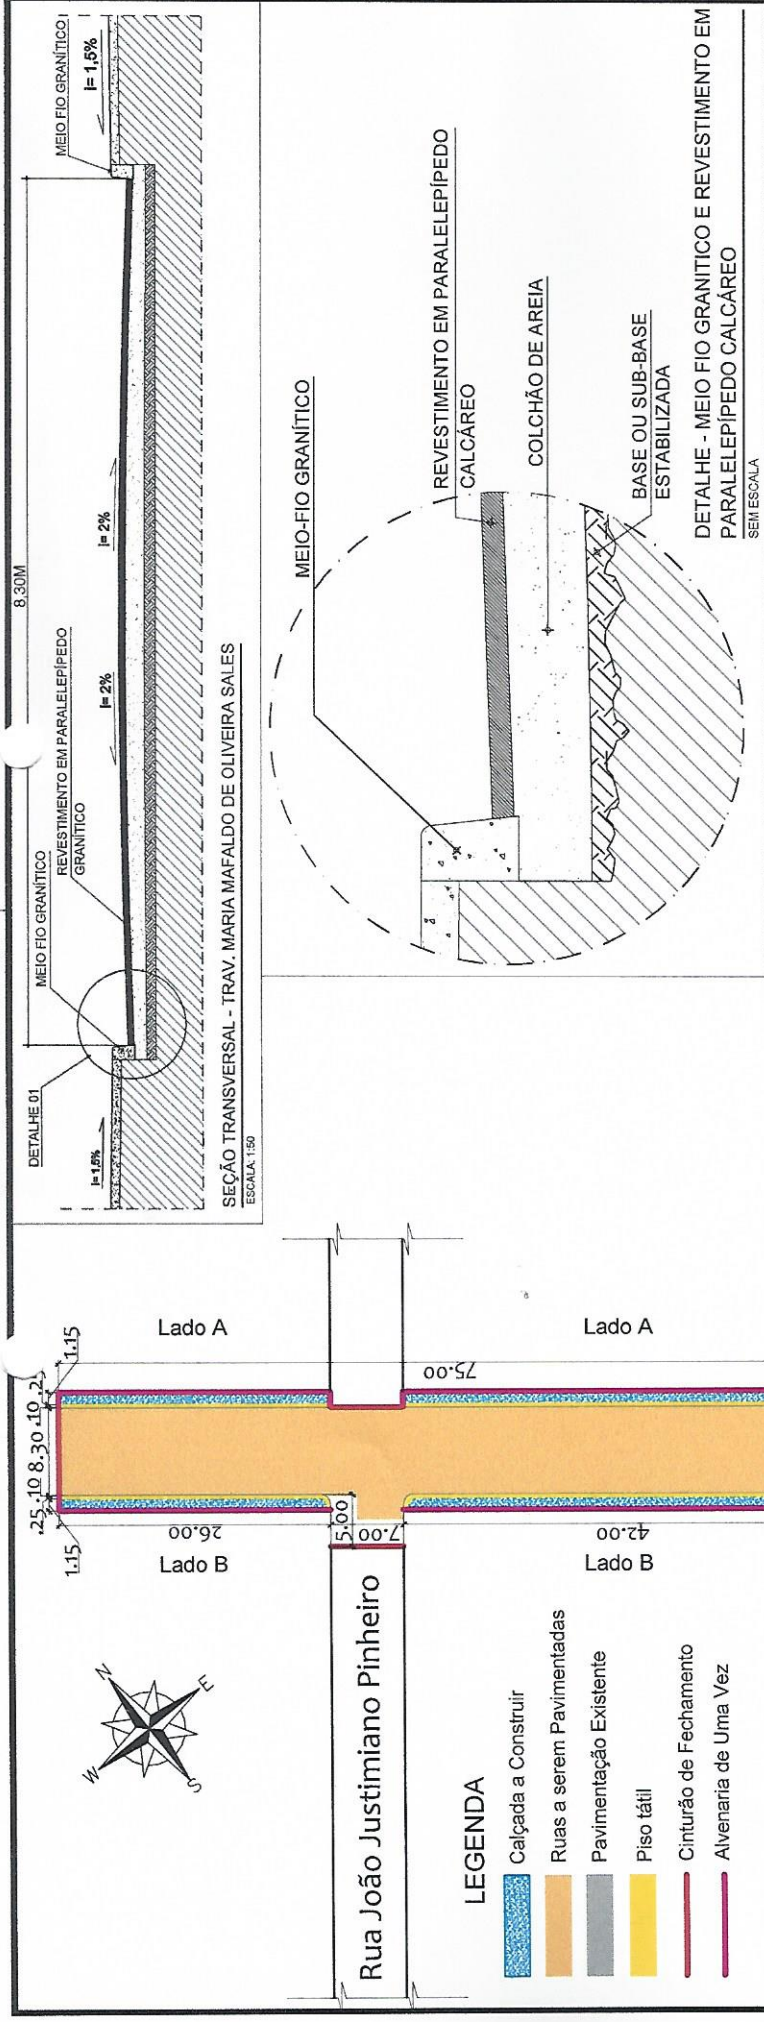 8,30M
MEIO FIO GRANÍTICO
I= 1,5%
REVESTIMENTO EM PARALELEPÍPEDO
GRANÍTICO
I= 2%
I= 2%
MEIO FIO GRANÍTICO
DETALHE 01
I= 1,5%
SEÇÃO TRANSVERSAL - TRAV. MARIA MAFALDO DE OLIVEIRA SALES
ESCALA: 1:50
MEIO-FIO GRANÍTICO
REVESTIMENTO EM PARALELEPÍPEDO
CALCÁREO
COLCHÃO DE AREIA
BASE OU SUB-BASE
ESTABILIZADA
DETALHE - MEIO FIO GRANITICO E REVESTIMENTO EM
PARALELEPÍPEDO CALCÁREO
SEM ESCALA
Lado A
Lado A
1.15
.25
.10
8.30
.10
.25
1.15
75.00
26.00
5.00
7.00
42.00
Lado B
Lado B
N
E
S
W
Rua João Justimiano Pinheiro
LEGENDA
Calçada a Construir
Ruas a serem Pavimentadas
Pavimentação Existente
Piso tátil
Cinturão de Fechamento
Alvenaria de Uma Vez